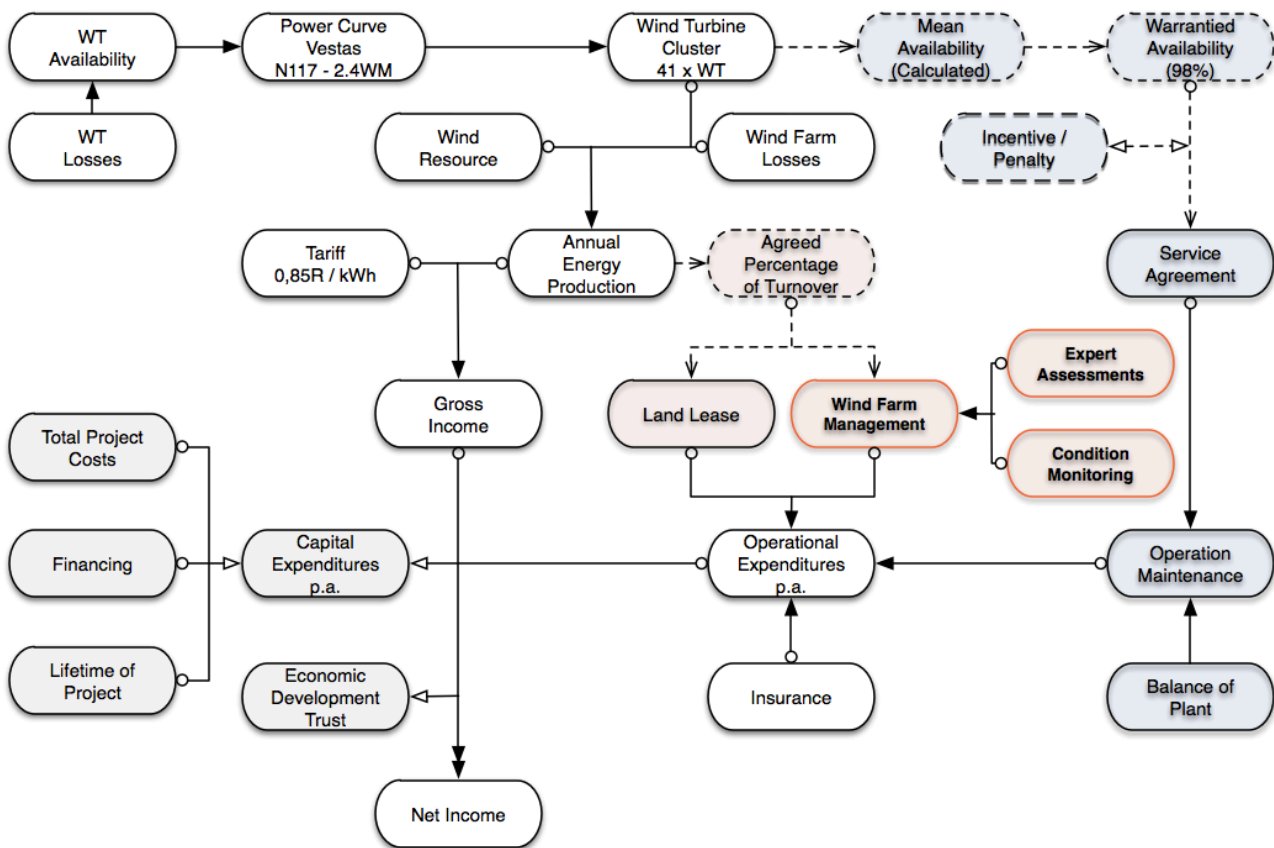 WT
Availability
Power Curve
Vestas
N117 - 2.4WM
Wind Turbine
Cluster
41 x WT
Mean
Availability
(Calculated)
Warrantied
Availability
(98%)
WT
Losses
Wind
Resource
Wind Farm
Losses
Incentive /
Penalty
Tariff
0,85R / kWh
Annual
Energy
Production
Agreed
Percentage
of Turnover
Service
Agreement
Expert
Assessments
Gross
Income
Land Lease
Wind Farm
Management
Total Project
Costs
Condition
Monitoring
Financing
Capital
Expenditures
p.a.
Operational
Expenditures
p.a.
Operation
Maintenance
Lifetime of
Project
Economic
Development
Trust
Insurance
Balance of
Plant
Net Income